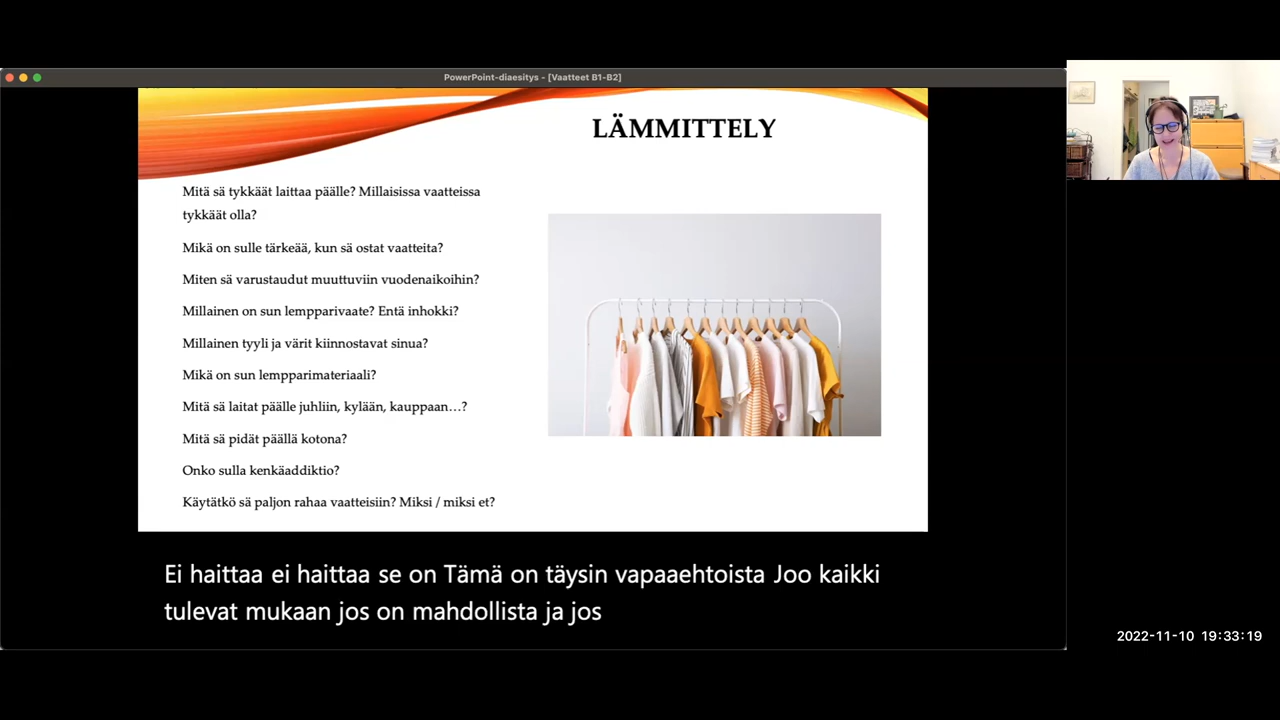 PowerPoint-diaesitys - [Vaatteet B1-B2]
LÄMMITTELY
Mitä sä tykkäät laittaa päälle? Millaisissa vaatteissa
tykkäät olla?
Mikä on sulle tärkeää, kun sä ostat vaatteita?
Miten sä varustaudut muuttuviin vuodenaikoihin?
Millainen on sun lempparivaate? Entä inhokki?
Millainen tyyli ja värit kiinnostavat sinua?
Mikä on sun lempparimateriaali?
Mitä sä laitat päälle juhliin, kylään, kauppaan…?
Mitä sä pidät päällä kotona?
Onko sulla kenkäaddiktio?
Käytätkö sä paljon rahaa vaatteisiin? Miksi / miksi et?
Ei haittaa ei haittaa se on Tämä on täysin vapaaehtoista Joo kaikki
tulevat mukaan jos on mahdollista ja jos
2022-11-10 19:33:19